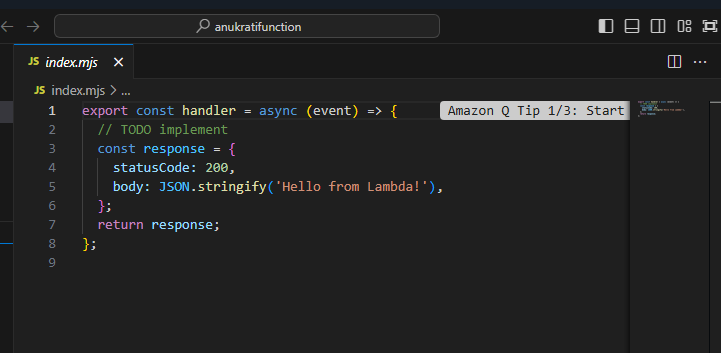 anukratifunction
JS index.mjs
JS index.mjs > ...
1 export const handler = async (event) => { Amazon Q Tip 1/3: Start
2 // TODO implement
3 const response = {
4 statusCode: 200,
5 body: JSON.stringify('Hello from Lambda!'),
6 };
7 return response;
8 };
9